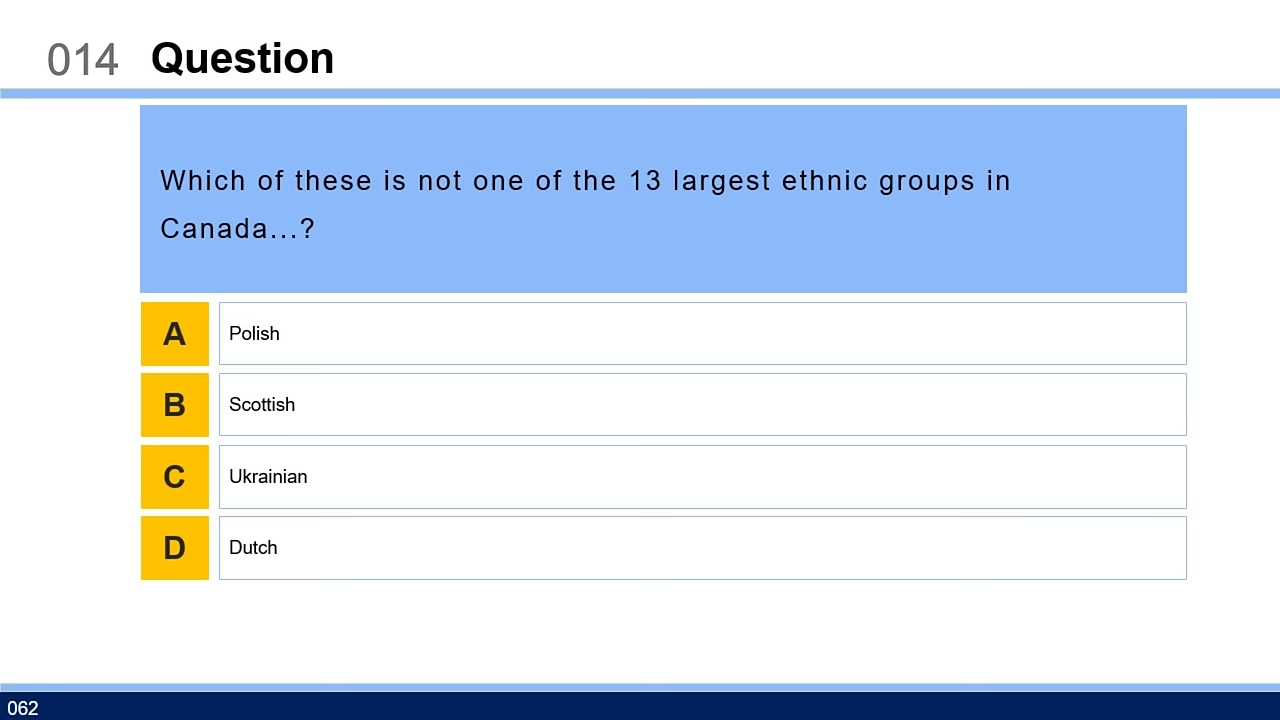 014 Question
Which of these is not one of the 13 largest ethnic groups in
Canada...?
A Polish
B Scottish
C Ukrainian
D Dutch
062